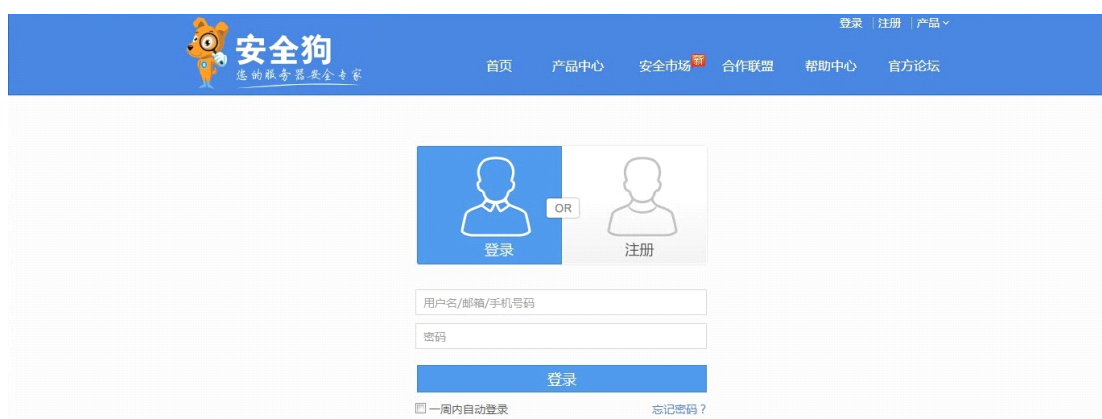 登录 | 注册 | 产品
安全狗
您的服务器安全专家
首页 产品中心 安全市场 新 合作联盟 帮助中心 官方论坛
登录 OR 注册
用户名/邮箱/手机号码
密码
登录
一周内自动登录 忘记密码?